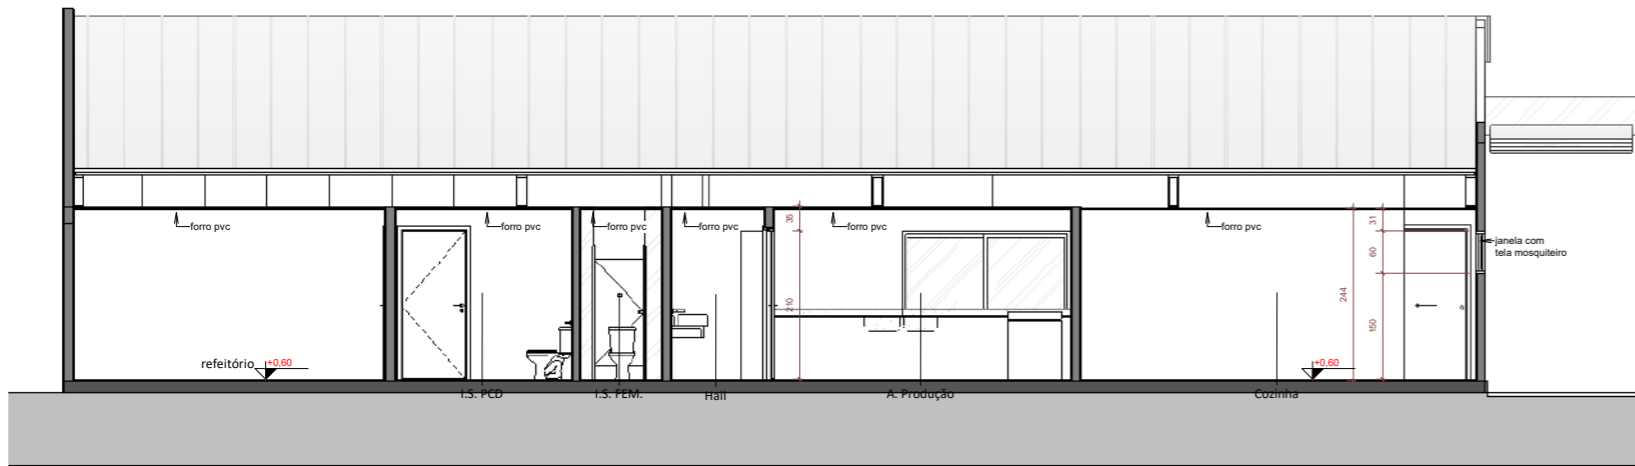 forro pvc
forro pvc
forro pvc
forro pvc
forro pvc
forro pvc
35
210
31
60
244
150
janela com
tela mosquiteiro
refeitório
+0,60
+0,60
I.S. PCD
I.S. FEM.
Hall
A. Produção
Cozinha